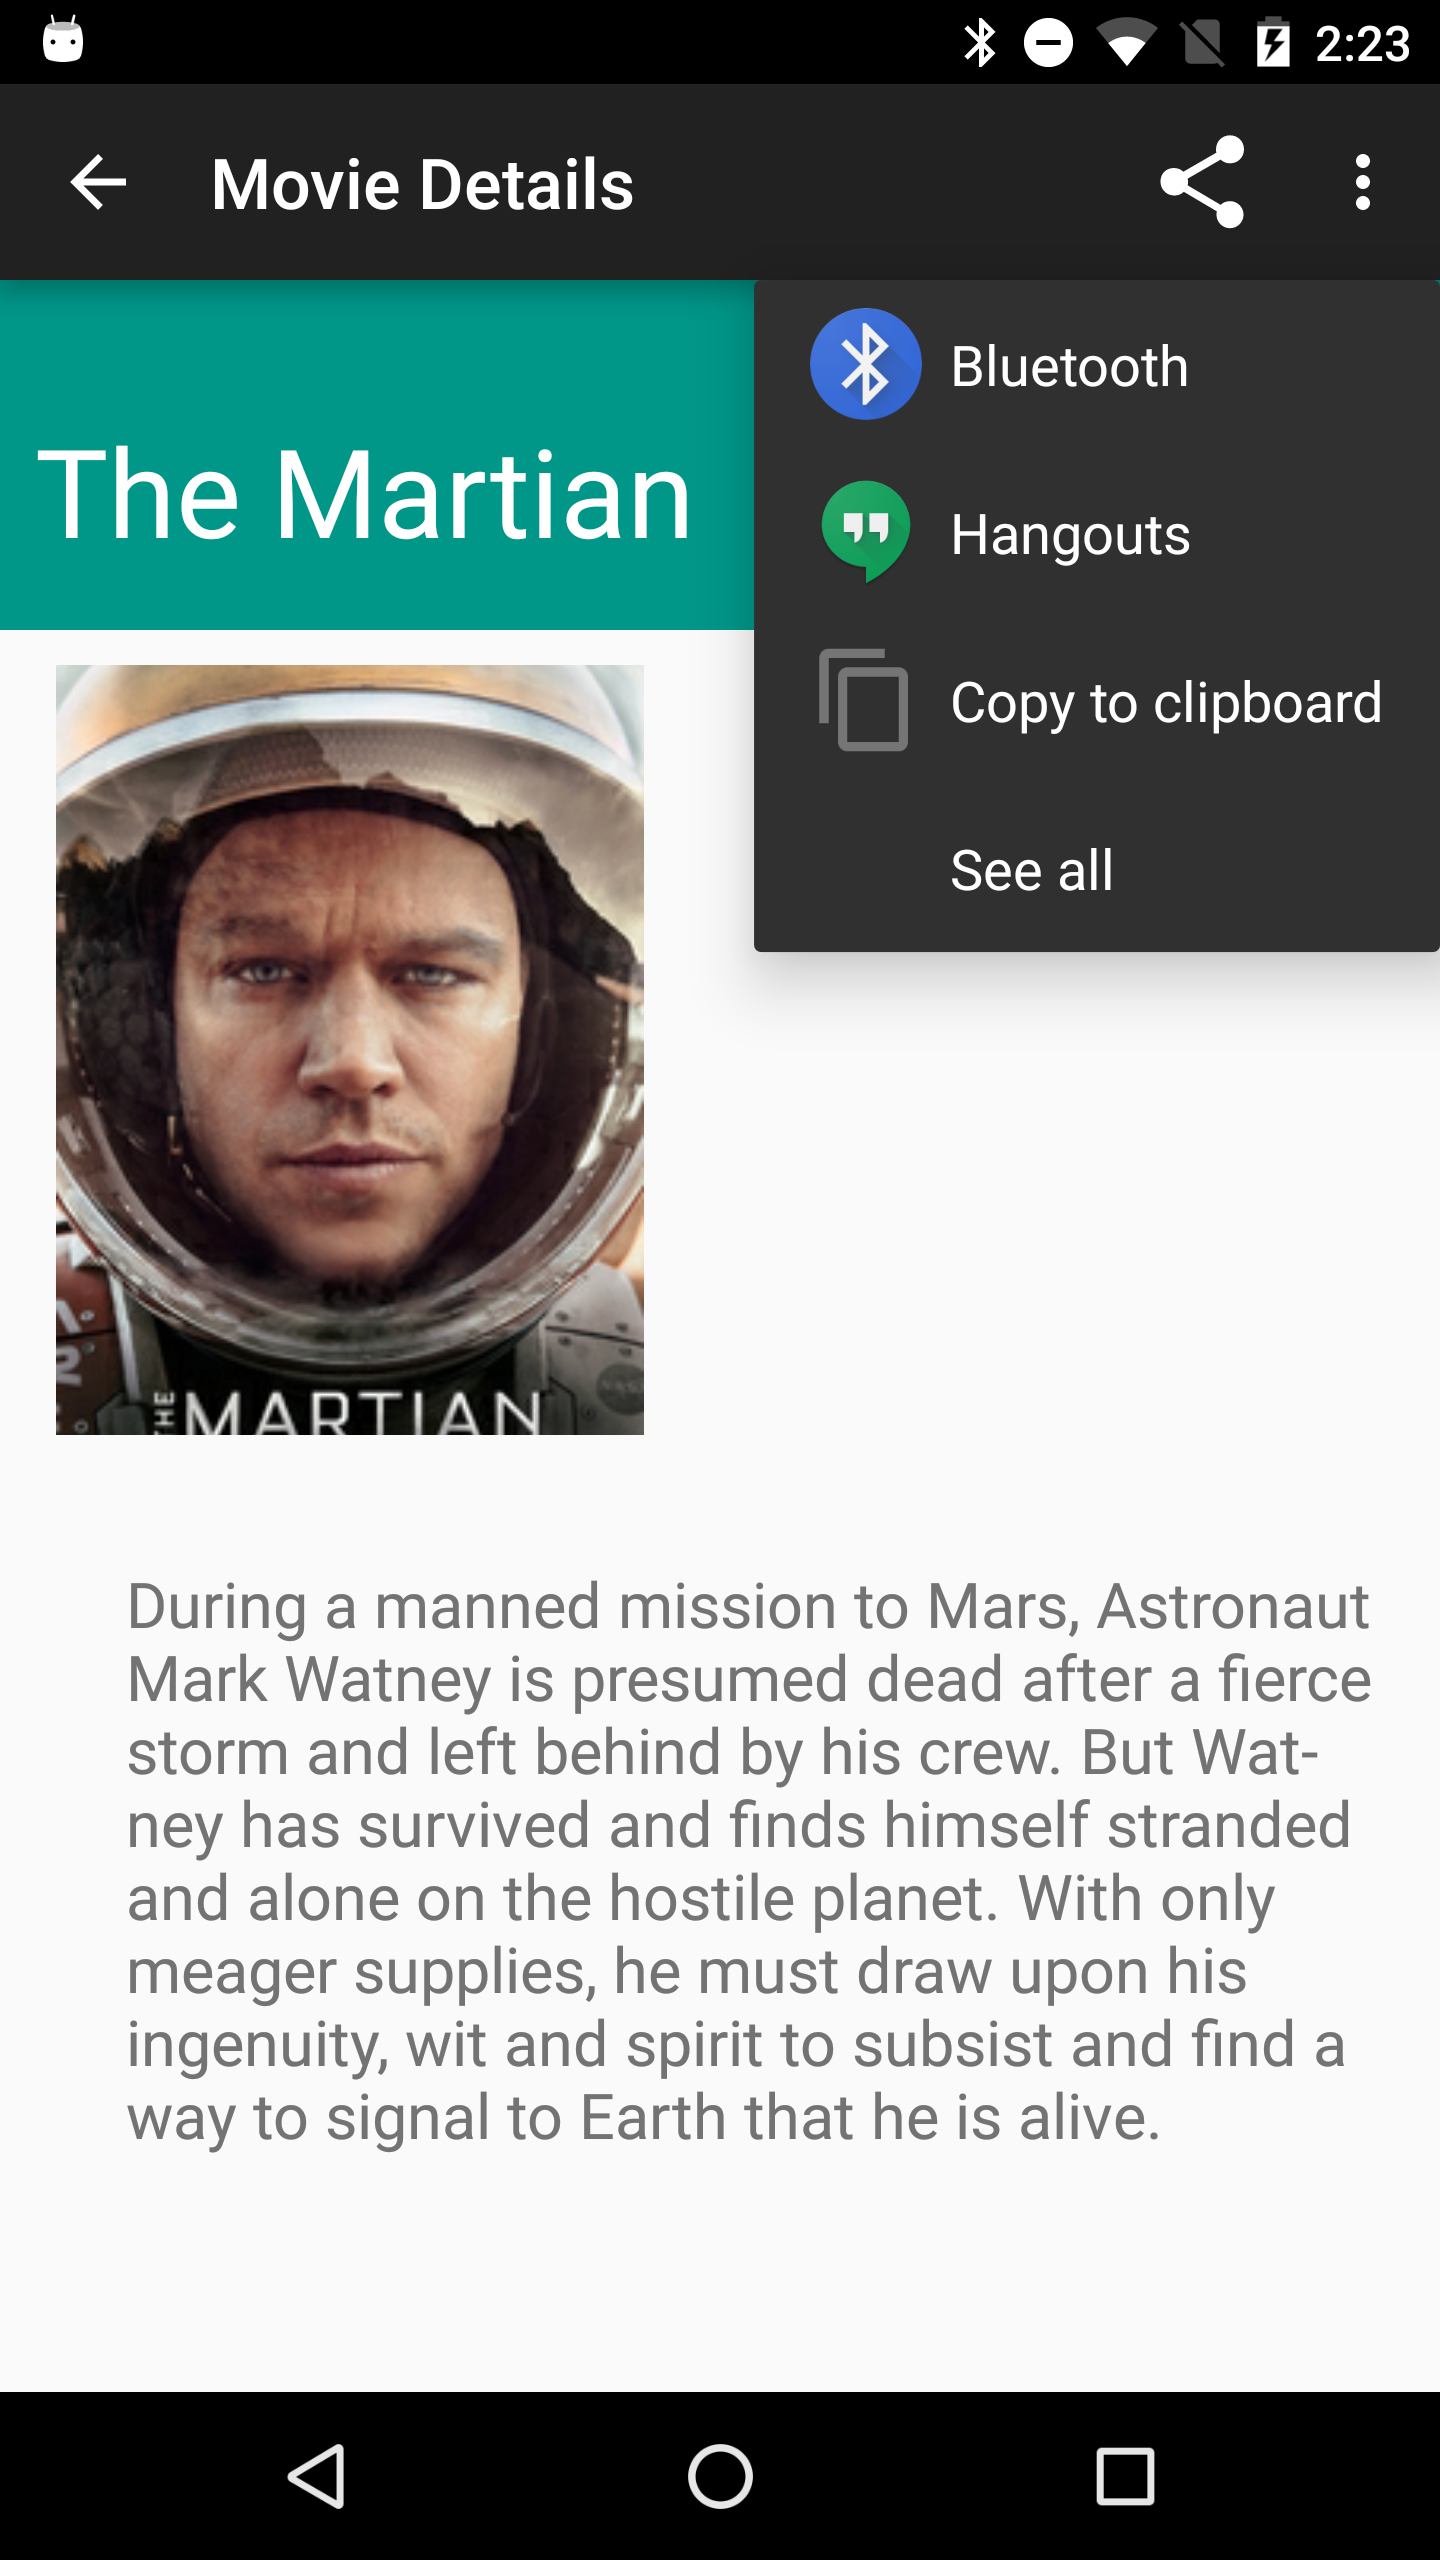 2:23
Movie Details
The Martian
Bluetooth
Hangouts
Copy to clipboard
See all
THE MARTIAN
During a manned mission to Mars, Astronaut
Mark Watney is presumed dead after a fierce
storm and left behind by his crew. But Wat-
ney has survived and finds himself stranded
and alone on the hostile planet. With only
meager supplies, he must draw upon his
ingenuity, wit and spirit to subsist and find a
way to signal to Earth that he is alive.